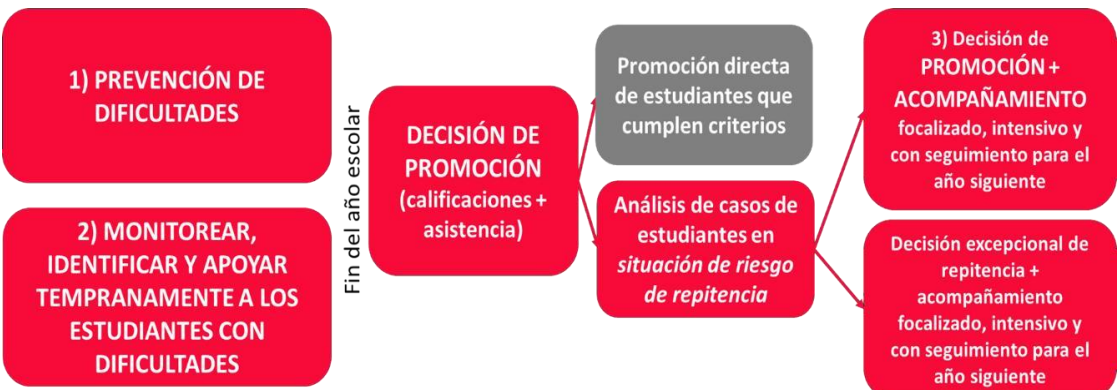 1) PREVENCIÓN DE
DIFICULTADES
2) MONITOREAR,
IDENTIFICAR Y APOYAR
TEMPRANAMENTE A LOS
ESTUDIANTES CON
DIFICULTADES
Fin del año escolar
DECISIÓN DE
PROMOCIÓN
(calificaciones +
asistencia)
Promoción directa
de estudiantes que
cumplen criterios
Análisis de casos de
estudiantes en
situación de riesgo
de repitencia
3) Decisión de
PROMOCIÓN +
ACOMPAÑAMIENTO
focalizado, intensivo y
con seguimiento para el
año siguiente
Decisión excepcional de
repitencia +
acompañamiento
focalizado, intensivo y
con seguimiento para el
año siguiente